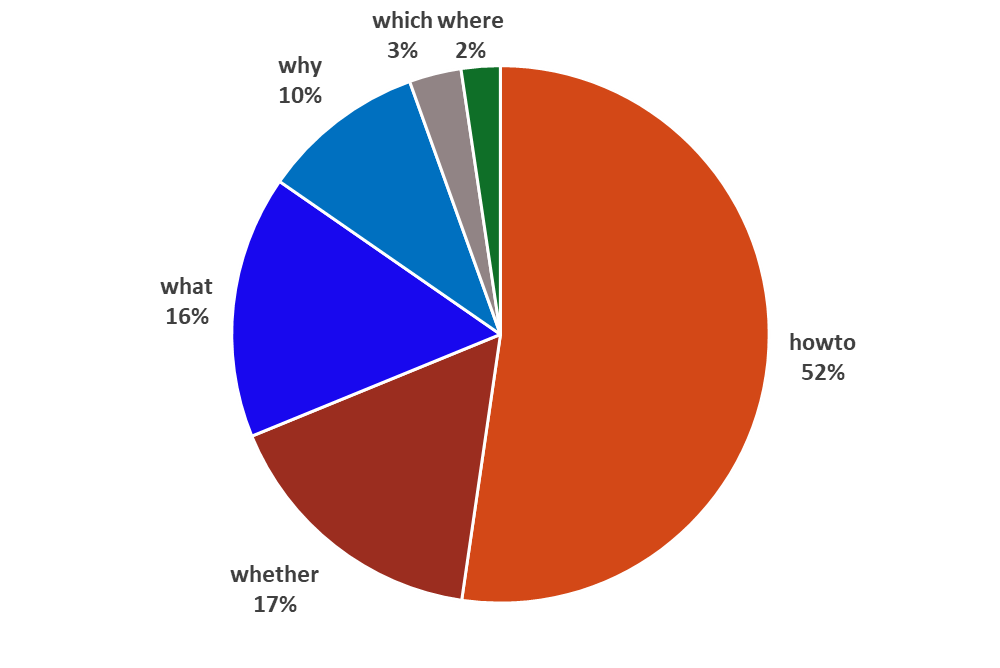 which where
3% 2%
why
10%
what
16%
howto
52%
whether
17%